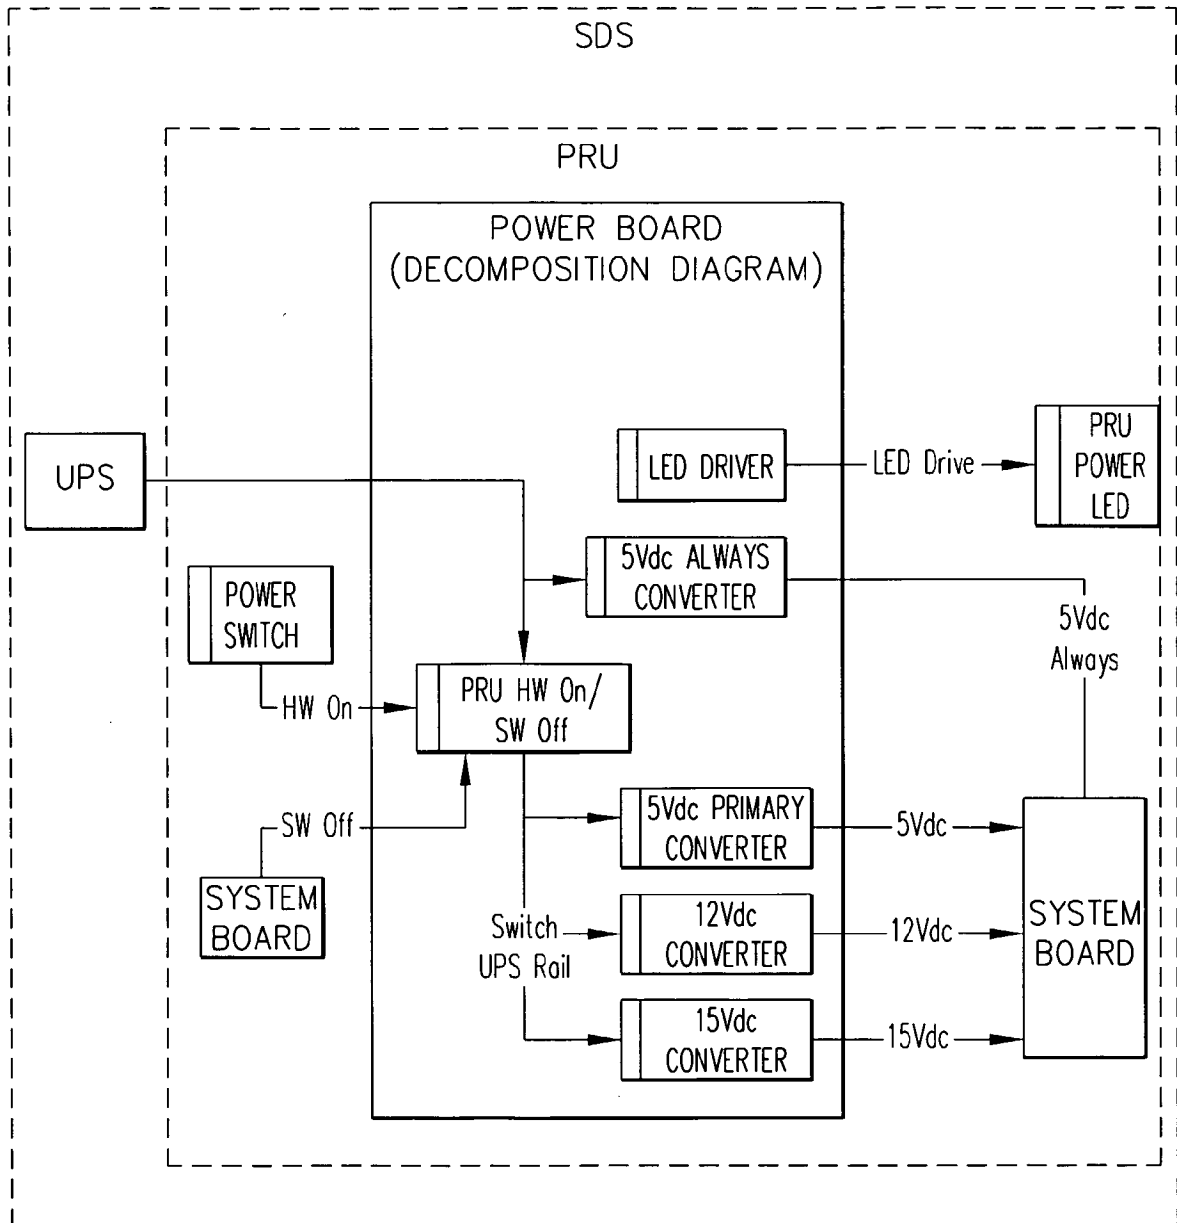 SDS
PRU
POWER BOARD
(DECOMPOSITION DIAGRAM)
LED DRIVER
LED Drive
PRU
POWER
LED
UPS
5Vdc ALWAYS
CONVERTER
5Vdc
Always
POWER
SWITCH
HW On
PRU HW On/
SW Off
SW Off
SYSTEM
BOARD
5Vdc PRIMARY
CONVERTER
5Vdc
Switch
UPS Rail
12Vdc
CONVERTER
12Vdc
15Vdc
CONVERTER
15Vdc
SYSTEM
BOARD